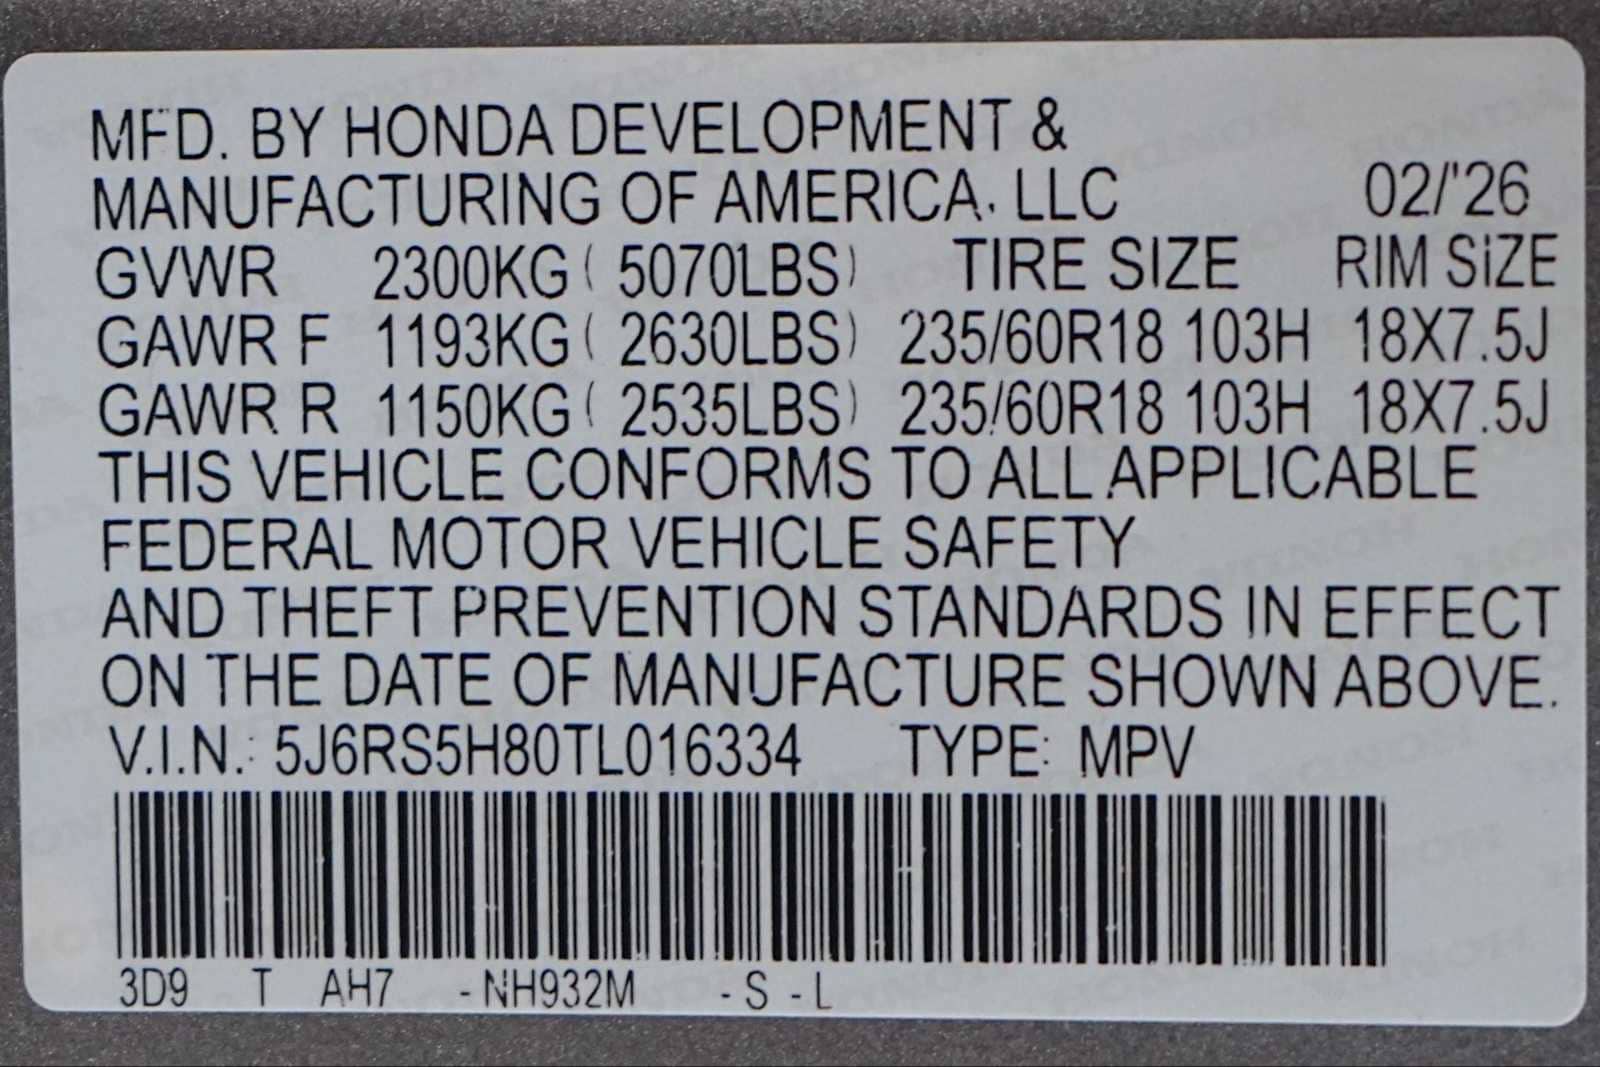 MFD. BY HONDA DEVELOPMENT &
MANUFACTURING OF AMERICA, LLC 02/'26
GVWR 2300KG ( 5070LBS) TIRE SIZE RIM SIZE
GAWR F 1193KG ( 2630LBS) 235/60R18 103H 18X7.5J
GAWR R 1150KG ( 2535LBS) 235/60R18 103H 18X7.5J
THIS VEHICLE CONFORMS TO ALL APPLICABLE
FEDERAL MOTOR VEHICLE SAFETY
AND THEFT PREVENTION STANDARDS IN EFFECT
ON THE DATE OF MANUFACTURE SHOWN ABOVE.
V.I.N.: 5J6RS5H80TL016334 TYPE: MPV
3D9 T AH7 - NH932M - S - L